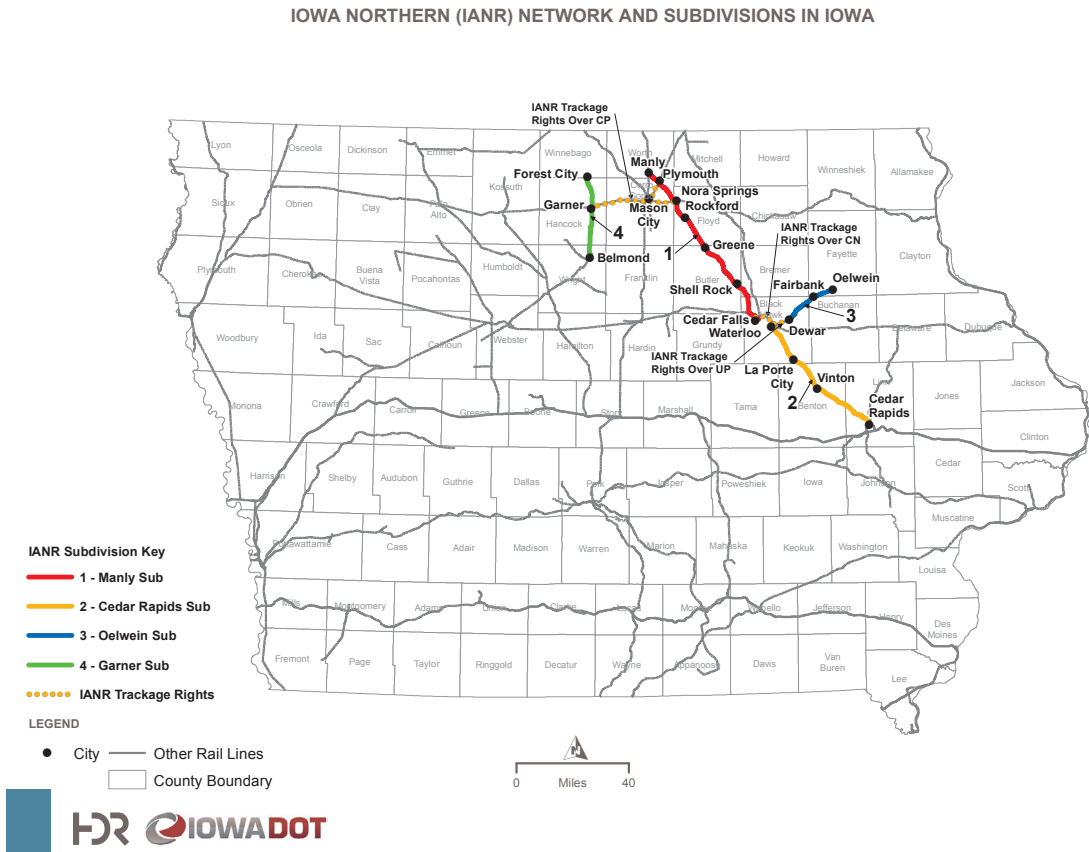 IOWA NORTHERN (IANR) NETWORK AND SUBDIVISIONS IN IOWA
IANR Trackage
Rights Over CP
Lyon
Osceola
Dickinson
Emmet
Winnebago
Worth
Mitchell
Howard
Winneshiek
Allamakee
Manly
Plymouth
Forest City
Kossuth
Nora Springs
Rockford
Sioux
Obrien
Clay
Palo
Alto
Garner
Hancock
Cerro
Gordo
Mason
City
Floyd
Chickasaw
4
1
Greene
IANR Trackage
Rights Over CN
Fayette
Clayton
Plymouth
Cherokee
Buena
Vista
Pocahontas
Humboldt
Wright
Belmond
Franklin
Butler
Bremer
Shell Rock
Fairbank
Oelwein
Buchanan
3
Black
Hawk
Cedar Falls
Waterloo
Dewar
Delaware
Dubuque
Woodbury
Ida
Sac
Calhoun
Webster
Hamilton
Hardin
Grundy
IANR Trackage
Rights Over UP
La Porte
City
Vinton
2
Benton
Linn
Cedar
Rapids
Jones
Jackson
Monona
Crawford
Carroll
Greene
Boone
Story
Marshall
Tama
Clinton
Cedar
Scott
Harrison
Shelby
Audubon
Guthrie
Dallas
Polk
Jasper
Poweshiek
Iowa
Johnson
Muscatine
Pottawattamie
Cass
Adair
Madison
Warren
Marion
Mahaska
Keokuk
Washington
Louisa
Mills
Montgomery
Adams
Union
Clarke
Lucas
Monroe
Wapello
Jefferson
Henry
Des
Moines
Fremont
Page
Taylor
Ringgold
Decatur
Wayne
Appanoose
Davis
Van
Buren
Lee
IANR Subdivision Key
1 - Manly Sub
2 - Cedar Rapids Sub
3 - Oelwein Sub
4 - Garner Sub
IANR Trackage Rights
LEGEND
City
Other Rail Lines
County Boundary
N
0
Miles
40
HDR
IOWADOT